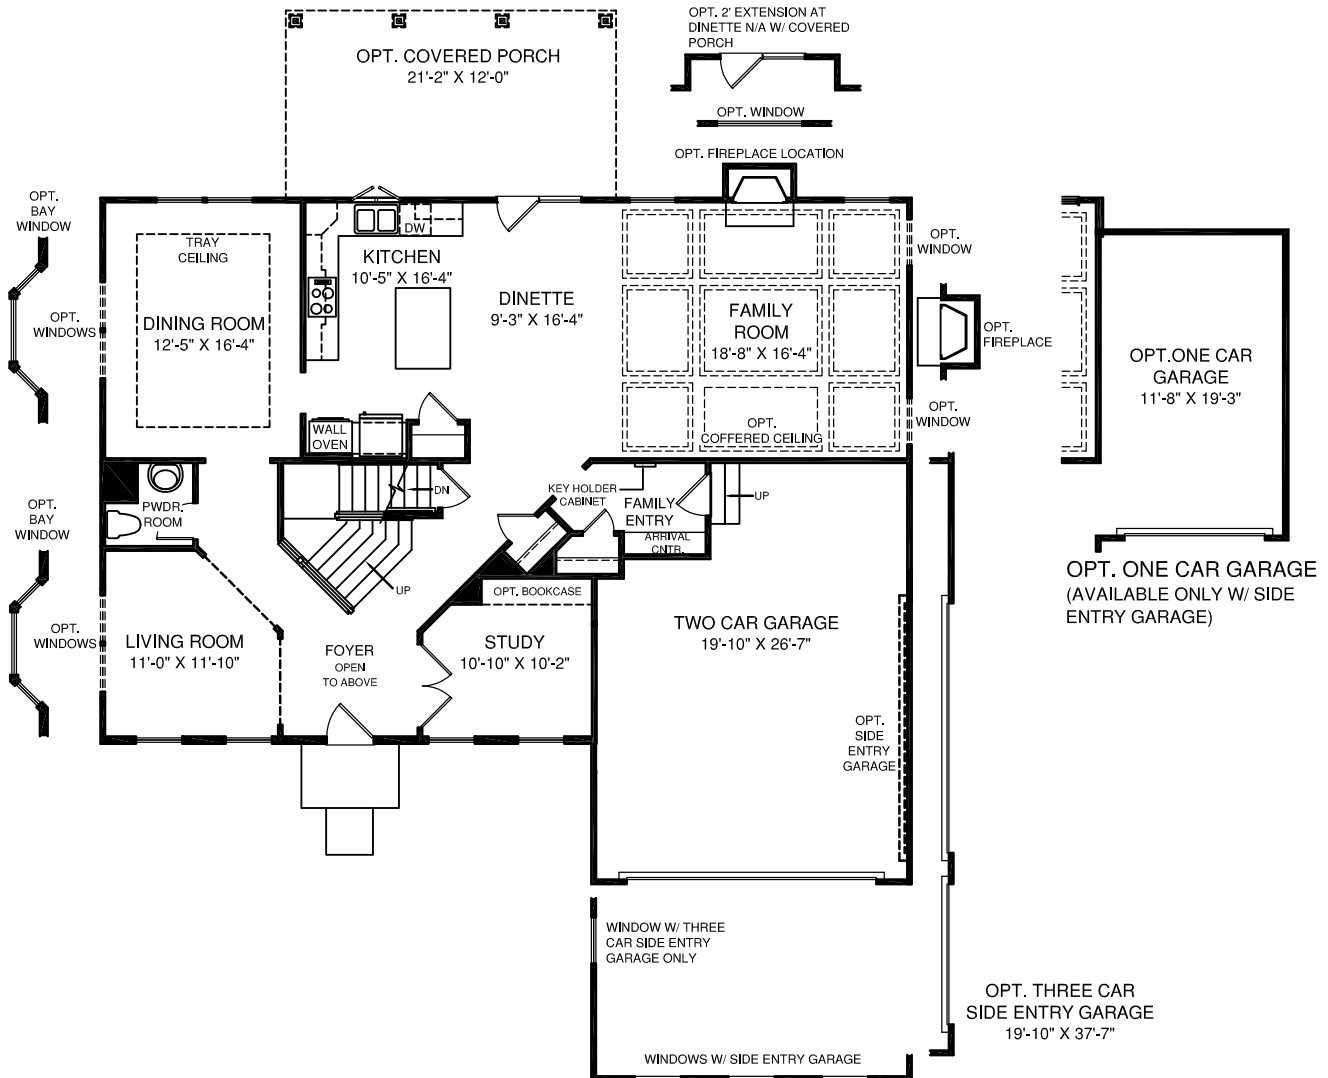 OPT. 2' EXTENSION AT
DINETTE N/A W/ COVERED
PORCH
OPT. COVERED PORCH
21'-2" X 12'-0"
OPT. WINDOW
OPT. FIREPLACE LOCATION
OPT.
BAY
WINDOW
TRAY
CEILING
DW
KITCHEN
10'-5" X 16'-4"
OPT.
WINDOW
OPT.
WINDOWS
DINING ROOM
12'-5" X 16'-4"
DINETTE
9'-3" X 16'-4"
FAMILY
ROOM
18'-8" X 16'-4"
OPT.
FIREPLACE
OPT.ONE CAR
GARAGE
11'-8" X 19'-3"
WALL
OVEN
OPT.
COFFERED CEILING
OPT.
WINDOW
OPT.
BAY
WINDOW
PWDR.
ROOM
DN
KEY HOLDER
CABINET
FAMILY
ENTRY
UP
ARRIVAL
CNTR.
UP
OPT. BOOKCASE
OPT. ONE CAR GARAGE
(AVAILABLE ONLY W/ SIDE
ENTRY GARAGE)
OPT.
WINDOWS
LIVING ROOM
11'-0" X 11'-10"
FOYER
OPEN
TO ABOVE
STUDY
10'-10" X 10'-2"
TWO CAR GARAGE
19'-10" X 26'-7"
OPT.
SIDE
ENTRY
GARAGE
WINDOW W/ THREE
CAR SIDE ENTRY
GARAGE ONLY
OPT. THREE CAR
SIDE ENTRY GARAGE
19'-10" X 37'-7"
WINDOWS W/ SIDE ENTRY GARAGE